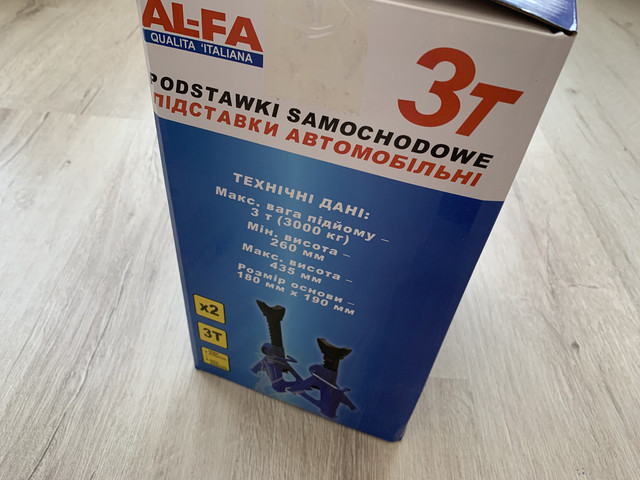 AL-FA
QUALITA 'ITALIANA
3T
PODSTAWKI SAMOCHODOWE
ПІДСТАВКИ АВТОМОБІЛЬНІ
ТЕХНІЧНІ ДАНІ:
Макс. вага підйому –
3 т (3000 кг)
Мін. висота –
260 мм
Макс. висота –
435 мм
Розмір основи –
180 мм x 190 мм
x2
3T